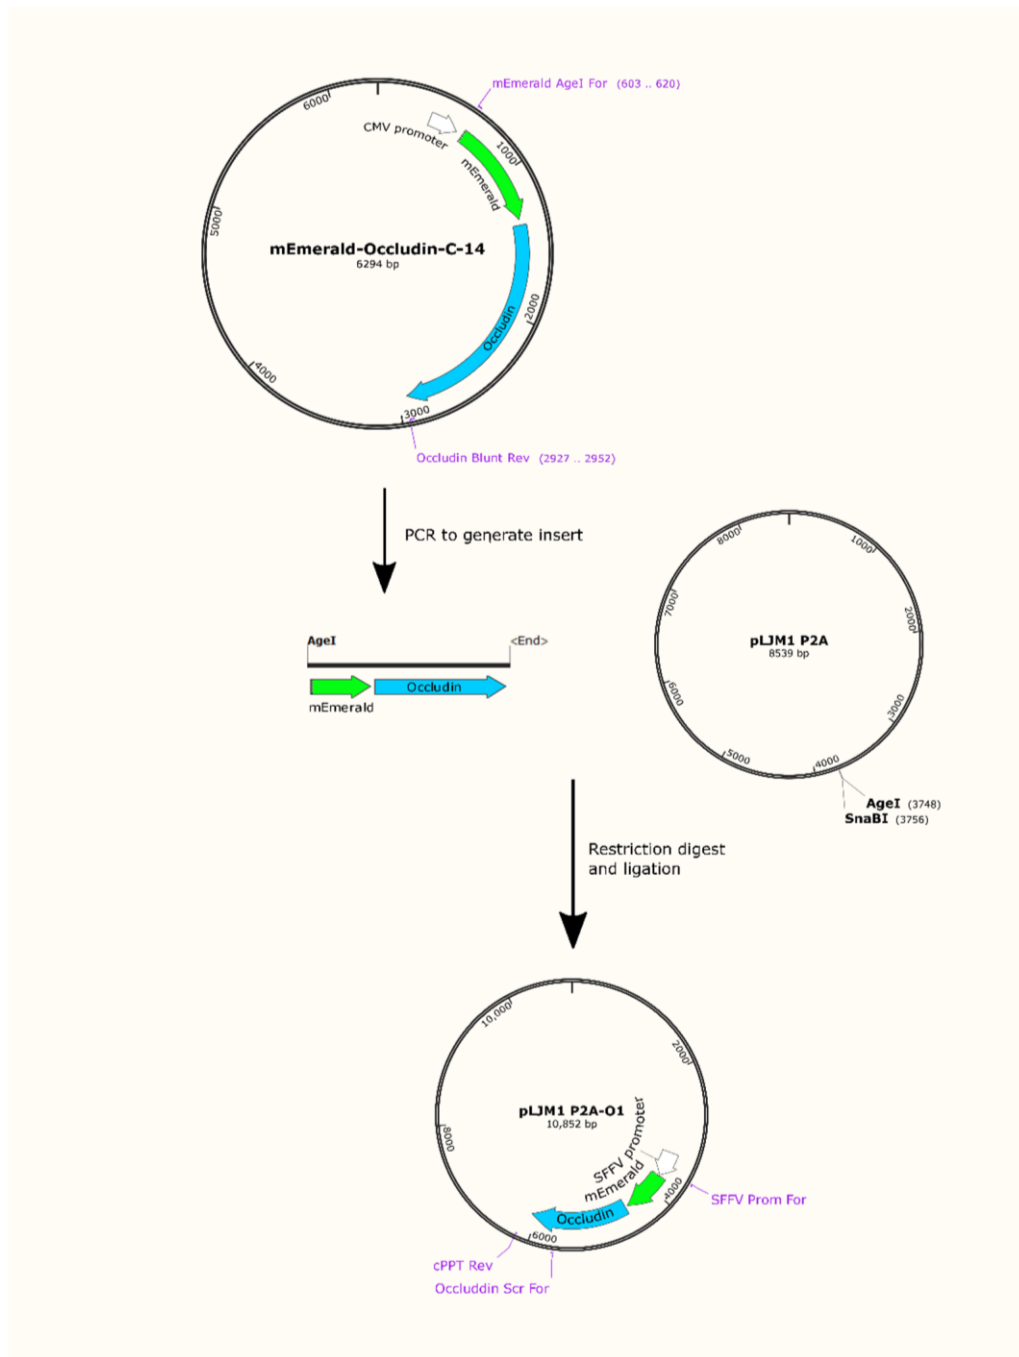 mEmerald AgeI For (603 .. 620)
6000
CMV promoter
1000
mEmerald
5000
mEmerald-Occludin-C-14
6294 bp
2000
Occludin
4000
3000
Occludin Blunt Rev (2927 .. 2952)
PCR to generate insert
8000
1000
7000
2000
AgeI
<End>
pLJM1 P2A
8539 bp
Occludin
mEmerald
6000
3000
5000
4000
AgeI (3748)
SnaBI (3756)
Restriction digest
and ligation
10,000
2000
pLJM1 P2A-O1
10,852 bp
8000
SFFV promoter
mEmerald
4000
SFFV Prom For
Occludin
6000
cPPT Rev
Occluddin Scr For